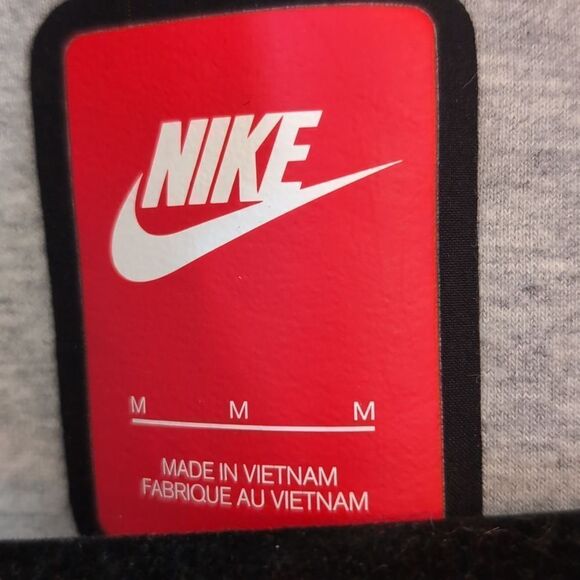 NIKE
M M M
MADE IN VIETNAM
FABRIQUE AU VIETNAM